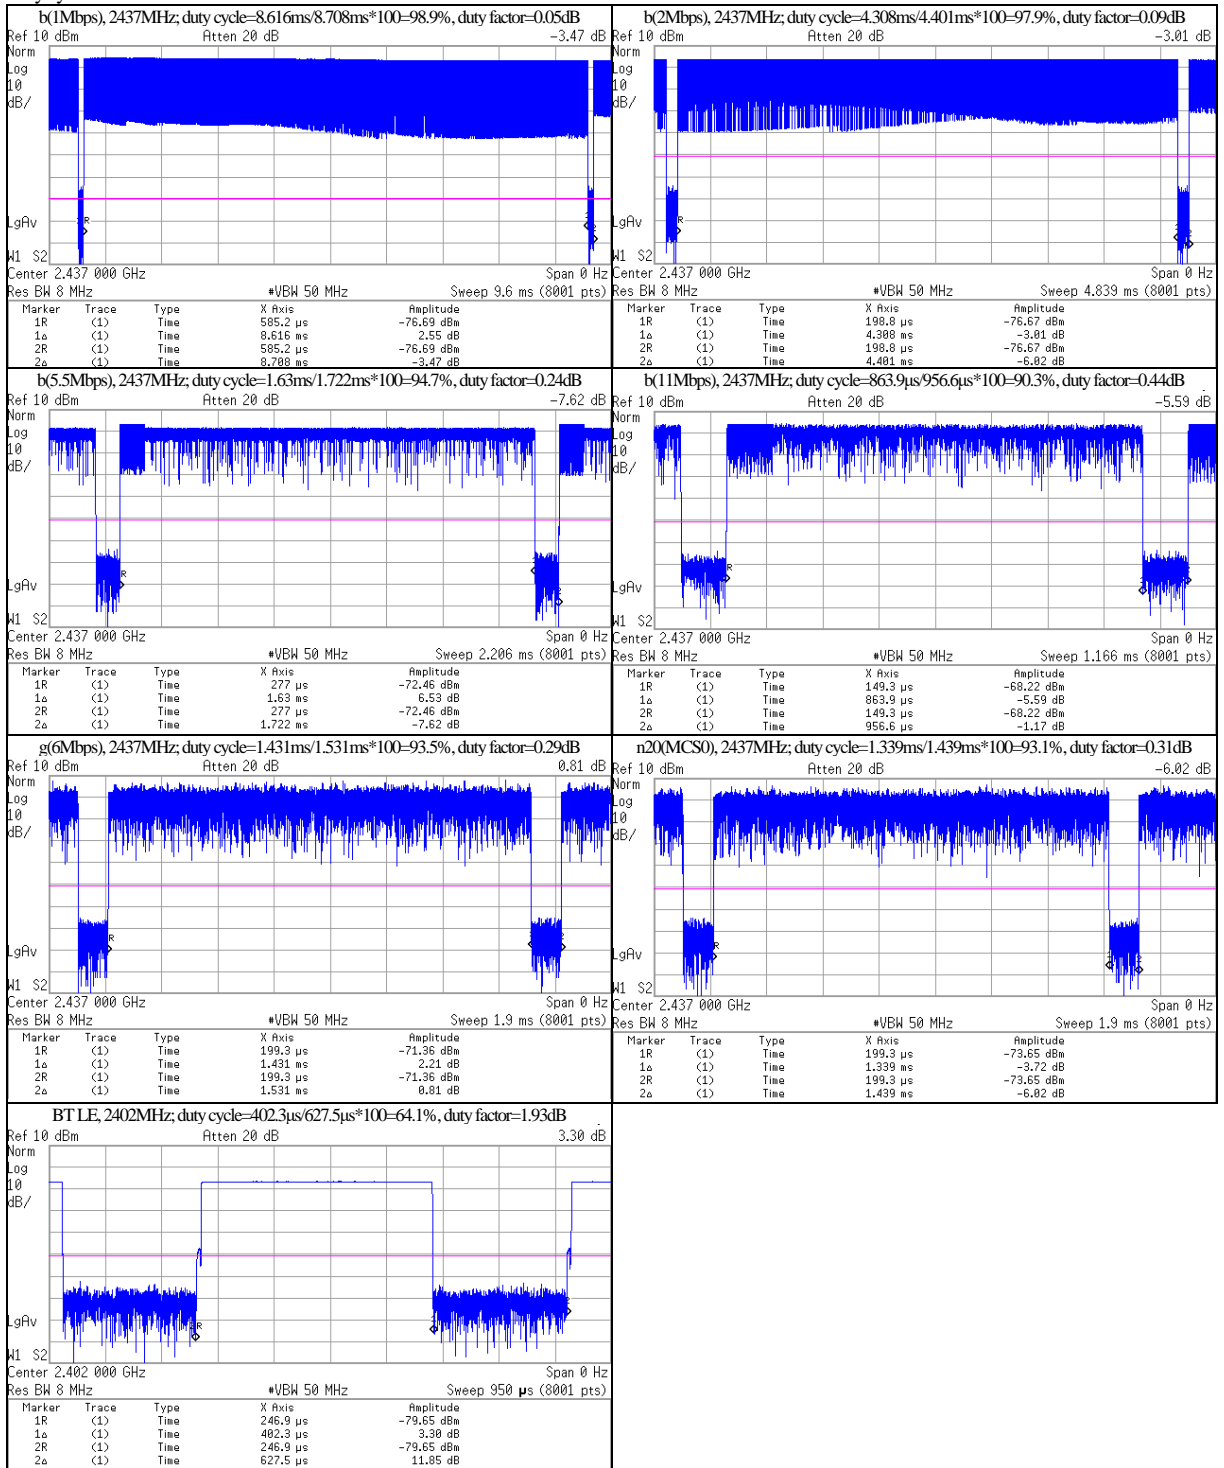 b(1Mbps), 2437MHz; duty cycle=8.616ms/8.708ms*100=98.9%, duty factor=0.05dB
Ref 10 dBm Atten 20 dB -3.47 dB
Norm
Log
10
dB/
R
LgAv
W1 S2
Center 2.437 000 GHz Span 0 Hz
Res BW 8 MHz #VBW 50 MHz Sweep 9.6 ms (8001 pts)
Marker Trace Type X Axis Amplitude
1R (1) Time 585.2 µs -76.69 dBm
1Δ (1) Time 8.616 ms 2.55 dB
2R (1) Time 585.2 µs -76.69 dBm
2Δ (1) Time 8.708 ms -3.47 dB
b(2Mbps), 2437MHz; duty cycle=4.308ms/4.401ms*100=97.9%, duty factor=0.09dB
Ref 10 dBm Atten 20 dB -3.01 dB
Norm
Log
10
dB/
R
LgAv
W1 S2
Center 2.437 000 GHz Span 0 Hz
Res BW 8 MHz #VBW 50 MHz Sweep 4.839 ms (8001 pts)
Marker Trace Type X Axis Amplitude
1R (1) Time 198.8 µs -76.67 dBm
1Δ (1) Time 4.308 ms -3.01 dB
2R (1) Time 198.8 µs -76.67 dBm
2Δ (1) Time 4.401 ms -6.02 dB
b(5.5Mbps), 2437MHz; duty cycle=1.63ms/1.722ms*100=94.7%, duty factor=0.24dB
Ref 10 dBm Atten 20 dB -7.62 dB
Norm
Log
10
dB/
R
LgAv
W1 S2
Center 2.437 000 GHz Span 0 Hz
Res BW 8 MHz #VBW 50 MHz Sweep 2.206 ms (8001 pts)
Marker Trace Type X Axis Amplitude
1R (1) Time 277 µs -72.46 dBm
1Δ (1) Time 1.63 ms 6.53 dB
2R (1) Time 277 µs -72.46 dBm
2Δ (1) Time 1.722 ms -7.62 dB
b(11Mbps), 2437MHz; duty cycle=863.9µs/956.6µs*100=90.3%, duty factor=0.44dB
Ref 10 dBm Atten 20 dB -5.59 dB
Norm
Log
10
dB/
R
LgAv
W1 S2
Center 2.437 000 GHz Span 0 Hz
Res BW 8 MHz #VBW 50 MHz Sweep 1.166 ms (8001 pts)
Marker Trace Type X Axis Amplitude
1R (1) Time 149.3 µs -68.22 dBm
1Δ (1) Time 863.9 µs -5.59 dB
2R (1) Time 149.3 µs -68.22 dBm
2Δ (1) Time 956.6 µs -1.17 dB
g(6Mbps), 2437MHz; duty cycle=1.431ms/1.531ms*100=93.5%, duty factor=0.29dB
Ref 10 dBm Atten 20 dB 0.81 dB
Norm
Log
10
dB/
R
LgAv
W1 S2
Center 2.437 000 GHz Span 0 Hz
Res BW 8 MHz #VBW 50 MHz Sweep 1.9 ms (8001 pts)
Marker Trace Type X Axis Amplitude
1R (1) Time 199.3 µs -71.36 dBm
1Δ (1) Time 1.431 ms 2.21 dB
2R (1) Time 199.3 µs -71.36 dBm
2Δ (1) Time 1.531 ms 0.81 dB
n20(MCS0), 2437MHz; duty cycle=1.339ms/1.439ms*100=93.1%, duty factor=0.31dB
Ref 10 dBm Atten 20 dB -6.02 dB
Norm
Log
10
dB/
R
LgAv
W1 S2
Center 2.437 000 GHz Span 0 Hz
Res BW 8 MHz #VBW 50 MHz Sweep 1.9 ms (8001 pts)
Marker Trace Type X Axis Amplitude
1R (1) Time 199.3 µs -73.65 dBm
1Δ (1) Time 1.339 ms -3.72 dB
2R (1) Time 199.3 µs -73.65 dBm
2Δ (1) Time 1.439 ms -6.02 dB
BT LE, 2402MHz; duty cycle=402.3µs/627.5µs*100=64.1%, duty factor=1.93dB
Ref 10 dBm Atten 20 dB 3.30 dB
Norm
Log
10
dB/
R
LgAv
W1 S2
Center 2.402 000 GHz Span 0 Hz
Res BW 8 MHz #VBW 50 MHz Sweep 950 µs (8001 pts)
Marker Trace Type X Axis Amplitude
1R (1) Time 246.9 µs -79.65 dBm
1Δ (1) Time 402.3 µs 3.30 dB
2R (1) Time 246.9 µs -79.65 dBm
2Δ (1) Time 627.5 µs 11.85 dB